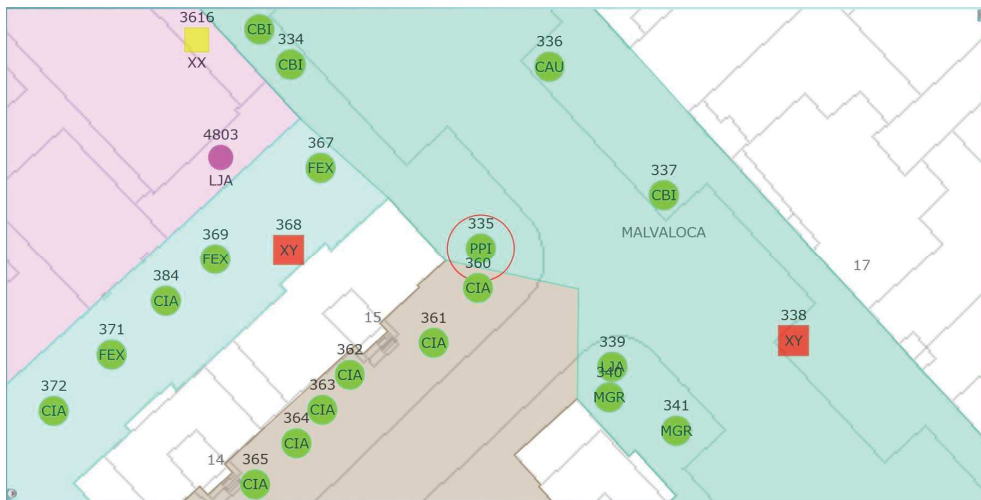 3616
XX
CBI
334
CBI
336
CAU
4803
LJA
367
FEX
337
CBI
MALVALOCA
335
PPI
360
CIA
368
XY
369
FEX
384
CIA
17
371
FEX
372
CIA
15
361
CIA
362
CIA
363
CIA
364
CIA
14
365
CIA
338
XY
339
LJA
340
MGR
341
MGR